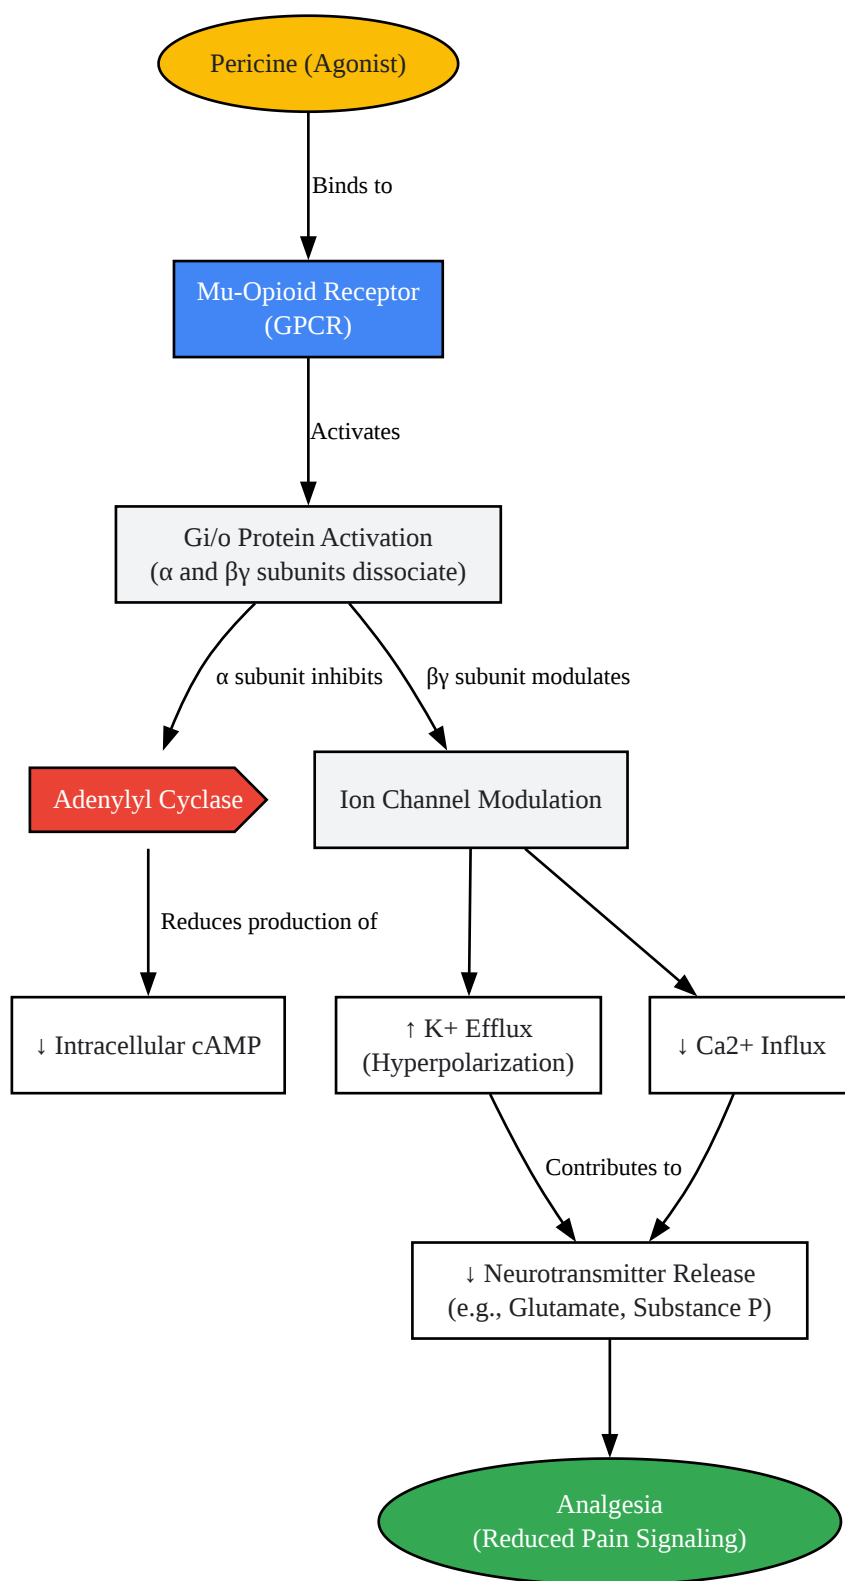 Pericine (Agonist)
Binds to
Mu-Opioid Receptor
(GPCR)
Activates
Gi/o Protein Activation
(α and βγ subunits dissociate)
α subunit inhibits
βγ subunit modulates
Adenylyl Cyclase
Ion Channel Modulation
Reduces production of
↓ Intracellular cAMP
↑ K+ Efflux
(Hyperpolarization)
↓ Ca2+ Influx
Contributes to
↓ Neurotransmitter Release
(e.g., Glutamate, Substance P)
Analgesia
(Reduced Pain Signaling)